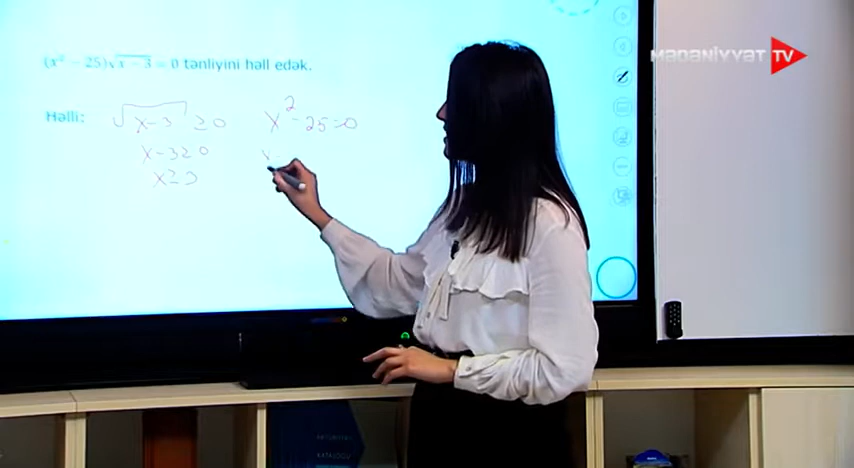 MƏDƏNİYYƏT TV
(x² − 25)√x − 3 = 0 tənliyini həll edək.
Həlli: √x-3 ≥ 0 x² - 25 = 0
x - 3 ≥ 0
x ≥ 3
KATALOQU